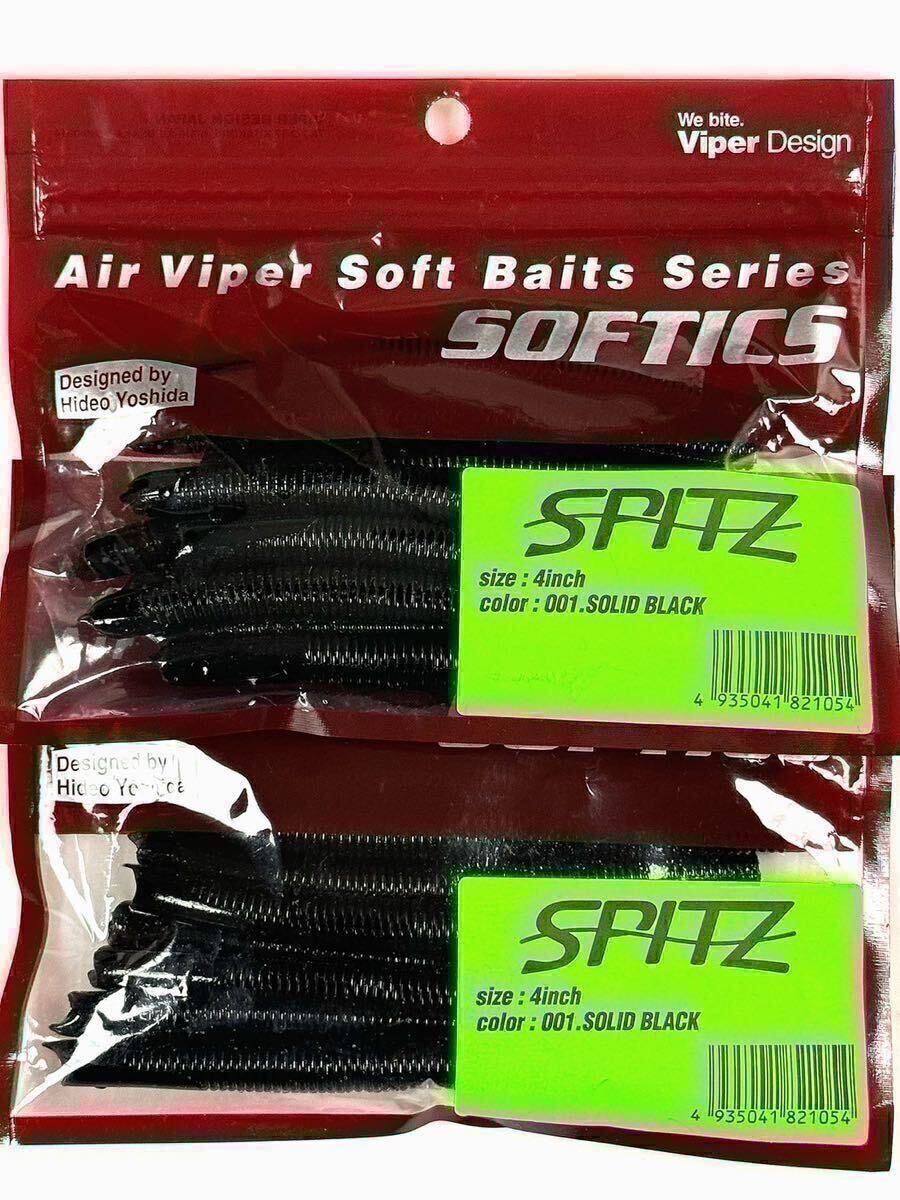 We bite.
Viper Design
Air Viper Soft Baits Series
SOFTICS
Designed by
Hideo Yoshida
SPITZ
size : 4inch
color : 001.SOLID BLACK
4 935041 821054
Designed by
Hideo Yoshida
SPITZ
size : 4inch
color : 001.SOLID BLACK
4 935041 821054